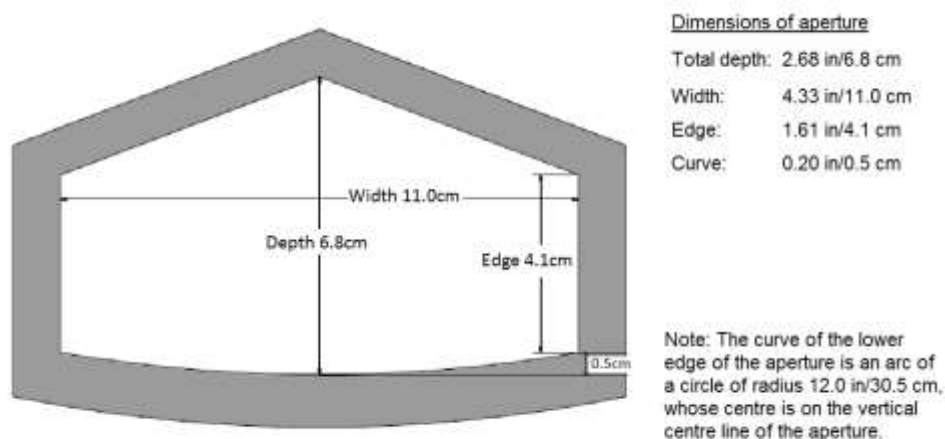 Dimensions of aperture
Total depth: 2.68 in/6.8 cm
Width: 4.33 in/11.0 cm
Edge: 1.61 in/4.1 cm
Curve: 0.20 in/0.5 cm
Width 11.0cm
Depth 6.8cm
Edge 4.1cm
0.5cm
Note: The curve of the lower
edge of the aperture is an arc of
a circle of radius 12.0 in/30.5 cm,
whose centre is on the vertical
centre line of the aperture.